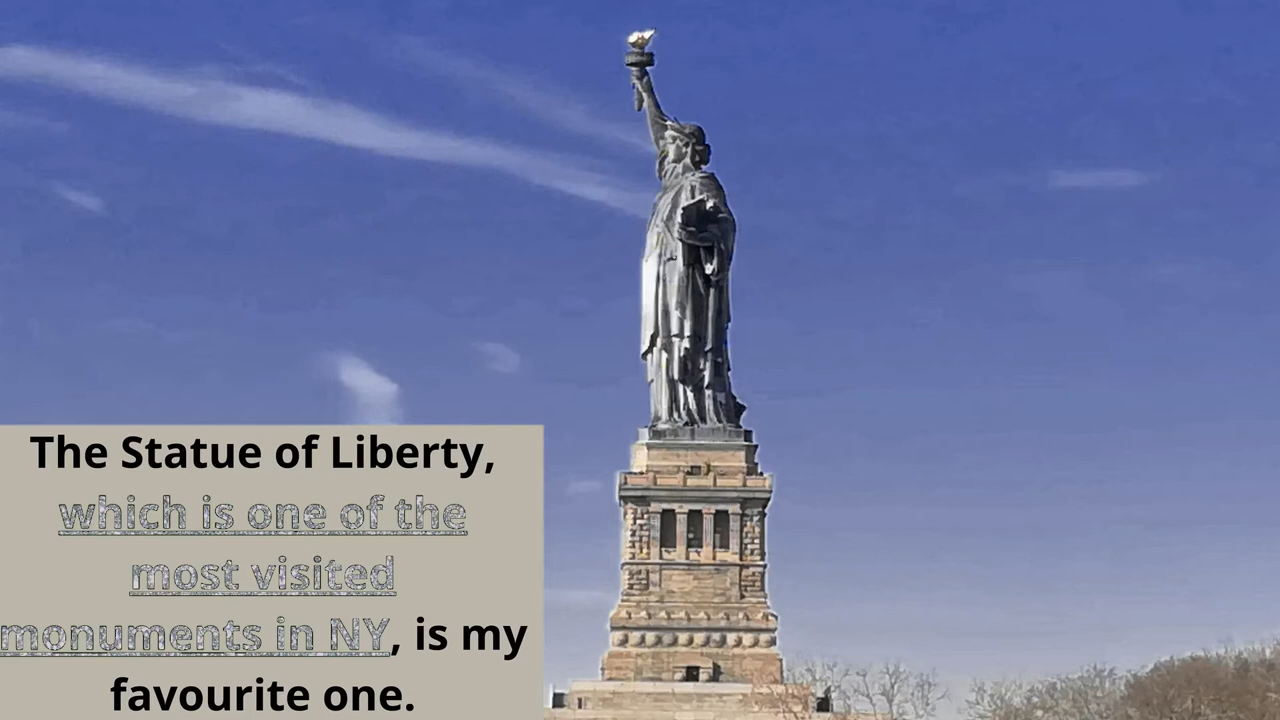 The Statue of Liberty,
which is one of the
most visited
monuments in NY, is my
favourite one.